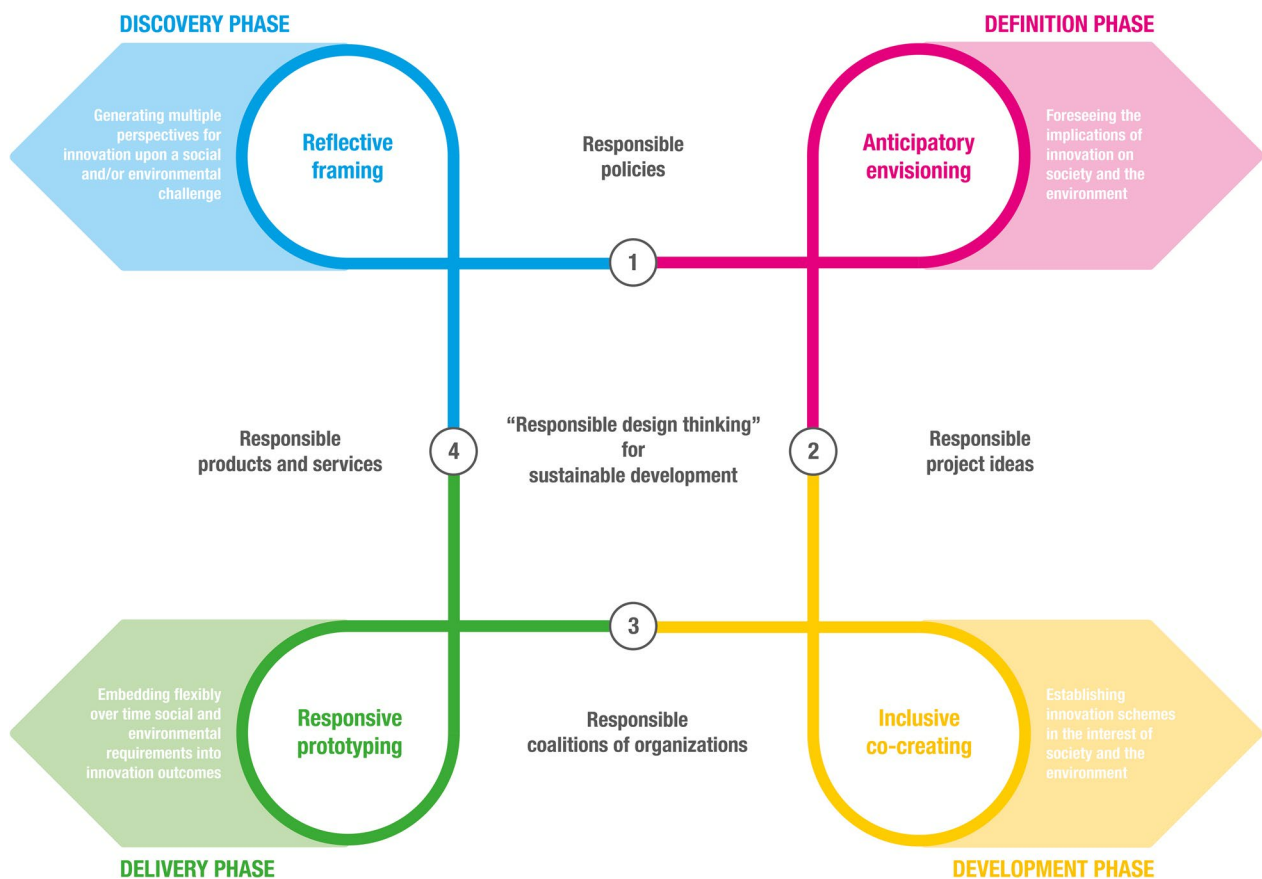 DISCOVERY PHASE
Generating multiple
perspectives for
innovation upon a social
and/or environmental
challenge
Reflective
framing
Responsible
policies
DEFINITION PHASE
Anticipatory
envisioning
Foreseeing the
implications of
innovation on
society and the
environment
1
Responsible
products and services
4
“Responsible design thinking”
for
sustainable development
2
Responsible
project ideas
3
Embedding flexibly
over time social and
environmental
requirements into
innovation outcomes
Responsive
prototyping
DELIVERY PHASE
Responsible
coalitions of organizations
Inclusive
co-creating
Establishing
innovation schemes
in the interest of
society and the
environment
DEVELOPMENT PHASE